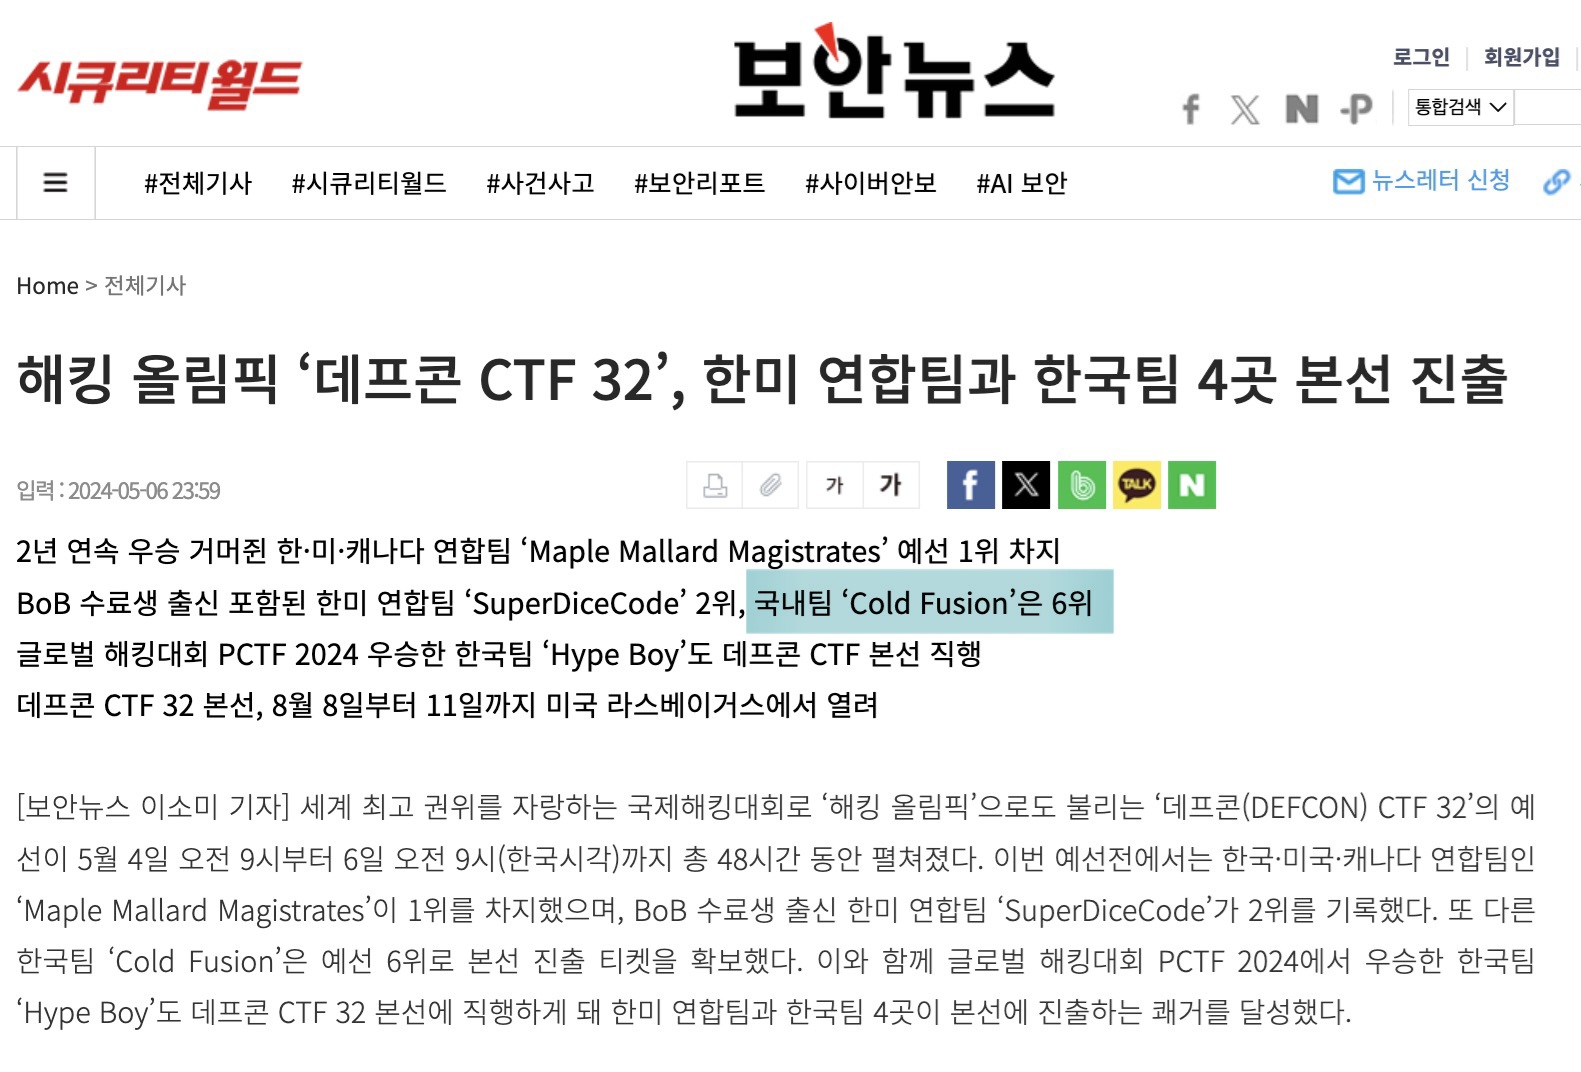 시큐리티월드
보안뉴스
로그인 회원가입
통합검색
#전체기사 #시큐리티월드 #사건사고 #보안리포트 #사이버안보 #AI 보안
뉴스레터 신청
Home > 전체기사
해킹 올림픽 ‘데프콘 CTF 32’, 한미 연합팀과 한국팀 4곳 본선 진출
입력 : 2024-05-06 23:59
가 가 f X b TALK N
2년 연속 우승 거머쥔 한·미·캐나다 연합팀 ‘Maple Mallard Magistrates’ 예선 1위 차지
BoB 수료생 출신 포함된 한미 연합팀 ‘SuperDiceCode’ 2위, 국내팀 ‘Cold Fusion’은 6위
글로벌 해킹대회 PCTF 2024 우승한 한국팀 ‘Hype Boy’도 데프콘 CTF 본선 직행
데프콘 CTF 32 본선, 8월 8일부터 11일까지 미국 라스베이거스에서 열려
[보안뉴스 이소미 기자] 세계 최고 권위를 자랑하는 국제해킹대회로 ‘해킹 올림픽’으로도 불리는 ‘데프콘(DEFCON) CTF 32’의 예
선이 5월 4일 오전 9시부터 6일 오전 9시(한국시각)까지 총 48시간 동안 펼쳐졌다. 이번 예선전에서는 한국·미국·캐나다 연합팀인
‘Maple Mallard Magistrates’이 1위를 차지했으며, BoB 수료생 출신 한미 연합팀 ‘SuperDiceCode’가 2위를 기록했다. 또 다른
한국팀 ‘Cold Fusion’은 예선 6위로 본선 진출 티켓을 확보했다. 이와 함께 글로벌 해킹대회 PCTF 2024에서 우승한 한국팀
‘Hype Boy’도 데프콘 CTF 32 본선에 직행하게 돼 한미 연합팀과 한국팀 4곳이 본선에 진출하는 쾌거를 달성했다.